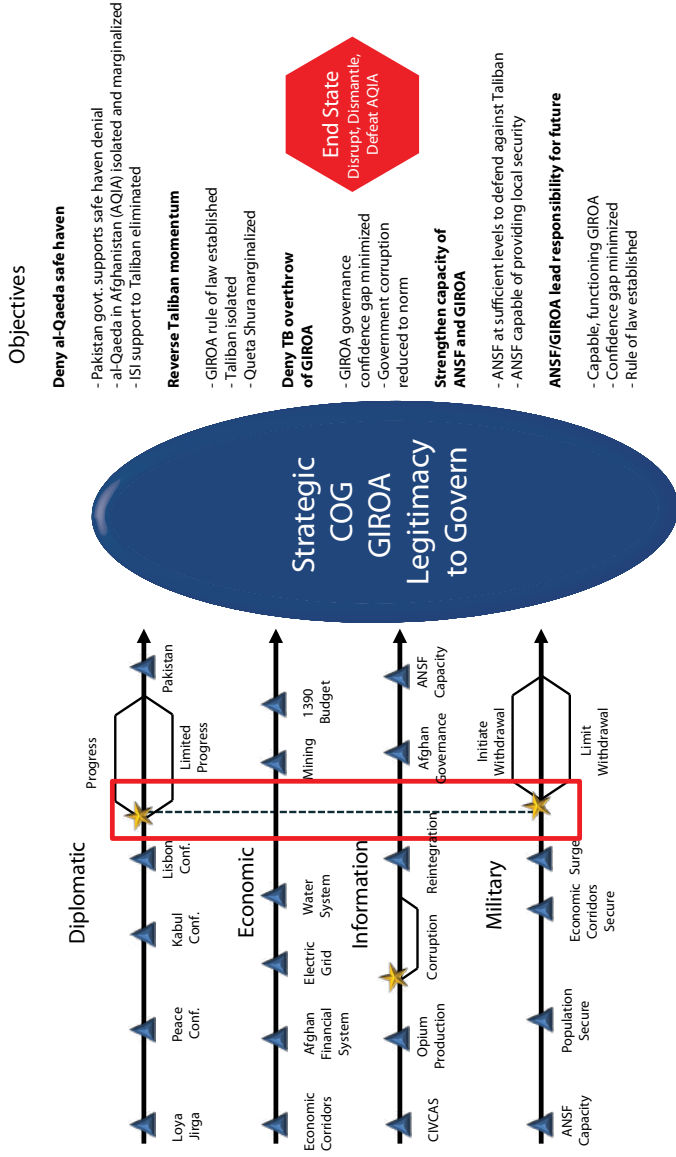 Diplomatic
Loya
Jirga
Peace
Conf.
Kabul
Conf.
Lisbon
Conf.
Progress
Limited
Progress
Pakistan
Economic
Economic
Corridors
Afghan
Financial
System
Electric
Grid
Water
System
Mining
1390
Budget
Information
CIVCAS
Opium
Production
Corruption
Reintegration
Afghan
Governance
ANSF
Capacity
Military
ANSF
Capacity
Population
Secure
Economic
Corridors
Secure
Surge
Initiate
Withdrawal
Limit
Withdrawal
Strategic
COG
GIROA
Legitimacy
to Govern
Objectives
Deny al-Qaeda safe haven
- Pakistan govt. supports safe haven denial
- al-Qaeda in Afghanistan (AQIA) isolated and marginalized
- ISI support to Taliban eliminated
Reverse Taliban momentum
- GIROA rule of law established
- Taliban isolated
- Queta Shura marginalized
Deny TB overthrow
of GIROA
- GIROA governance
confidence gap minimized
- Government corruption
reduced to norm
Strengthen capacity of
ANSF and GIROA
- ANSF at sufficient levels to defend against Taliban
- ANSF capable of providing local security
ANSF/GIROA lead responsibility for future
- Capable, functioning GIROA
- Confidence gap minimized
- Rule of law established
End State
Disrupt, Dismantle,
Defeat AQIA